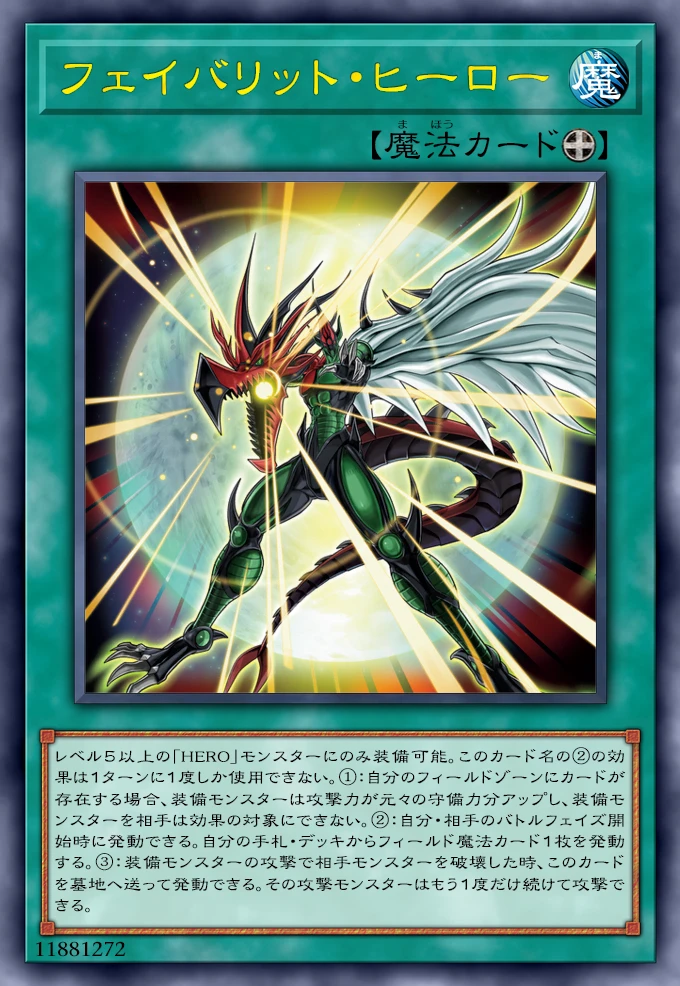 フェイバリット・ヒーロー
魔
ま
ま ほう
【魔法カード】
レベル５以上の「HERO」モンスターにのみ装備可能。このカード名の②の効
果は１ターンに１度しか使用できない。①：自分のフィールドゾーンにカードが
存在する場合、装備モンスターは攻撃力が元々の守備力分アップし、装備モ
ンスターを相手は効果の対象にできない。②：自分・相手のバトルフェイズ開
始時に発動できる。自分の手札・デッキからフィールド魔法カード１枚を発動
する。③：装備モンスターの攻撃で相手モンスターを破壊した時、このカード
を墓地へ送って発動できる。その攻撃モンスターはもう１度だけ続けて攻撃で
きる。
11881272